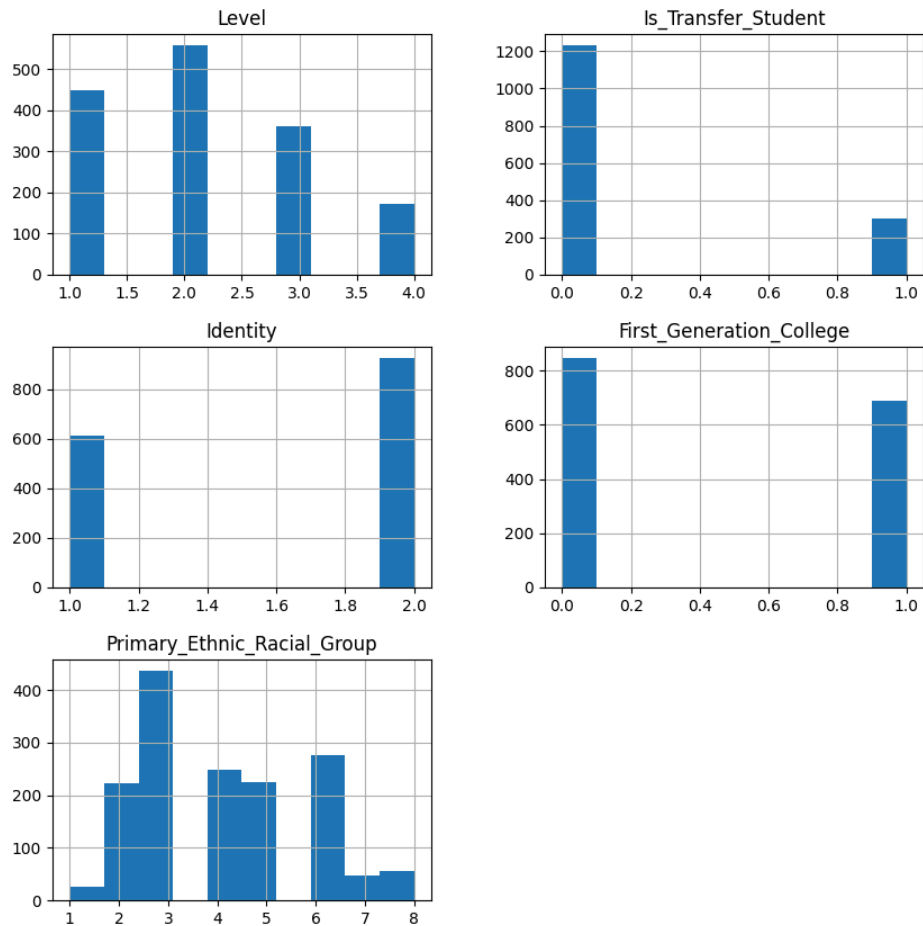 Level
500
400
300
200
100
0
1.0 1.5 2.0 2.5 3.0 3.5 4.0
Is_Transfer_Student
1200
1000
800
600
400
200
0
0.0 0.2 0.4 0.6 0.8 1.0
Identity
800
600
400
200
0
1.0 1.2 1.4 1.6 1.8 2.0
First_Generation_College
800
600
400
200
0
0.0 0.2 0.4 0.6 0.8 1.0
Primary_Ethnic_Racial_Group
400
300
200
100
0
1 2 3 4 5 6 7 8